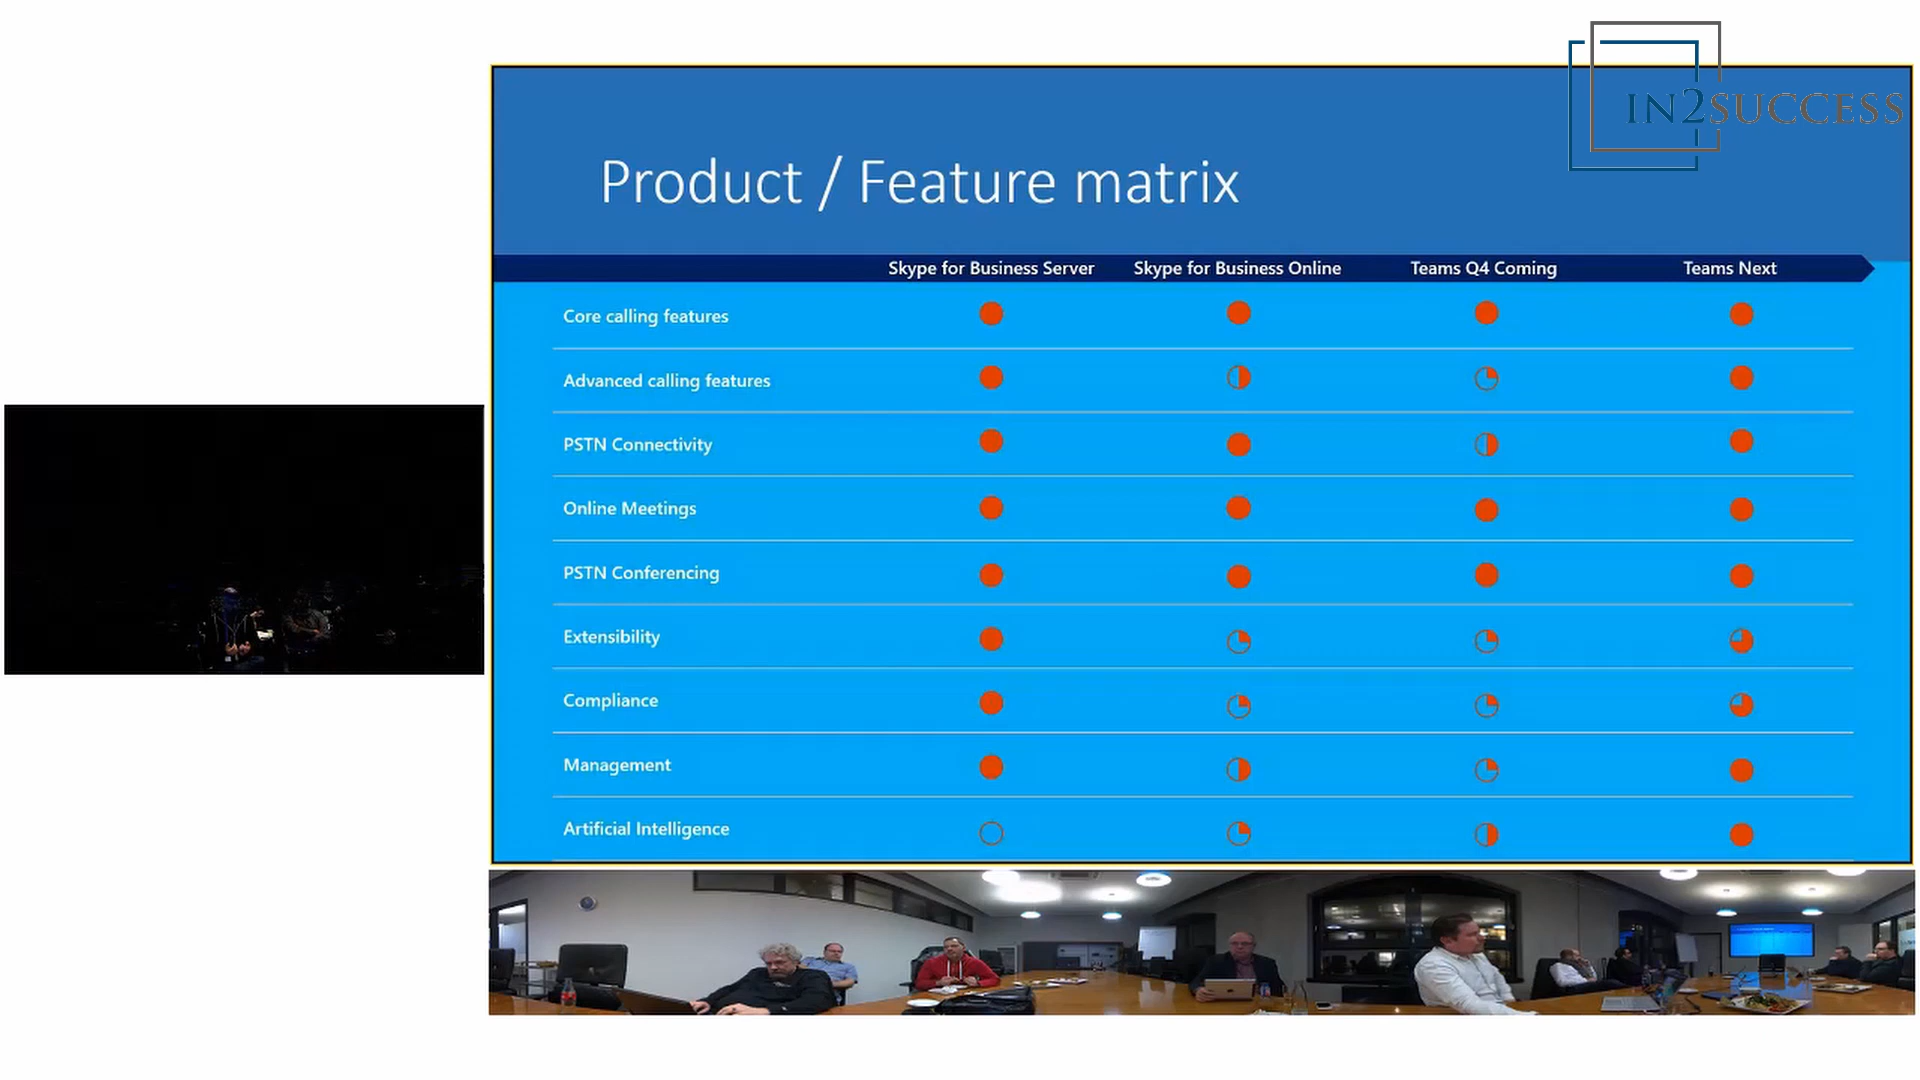 IN2SUCCESS
Product / Feature matrix
Skype for Business Server Skype for Business Online Teams Q4 Coming Teams Next
Core calling features
Advanced calling features
PSTN Connectivity
Online Meetings
PSTN Conferencing
Extensibility
Compliance
Management
Artificial Intelligence